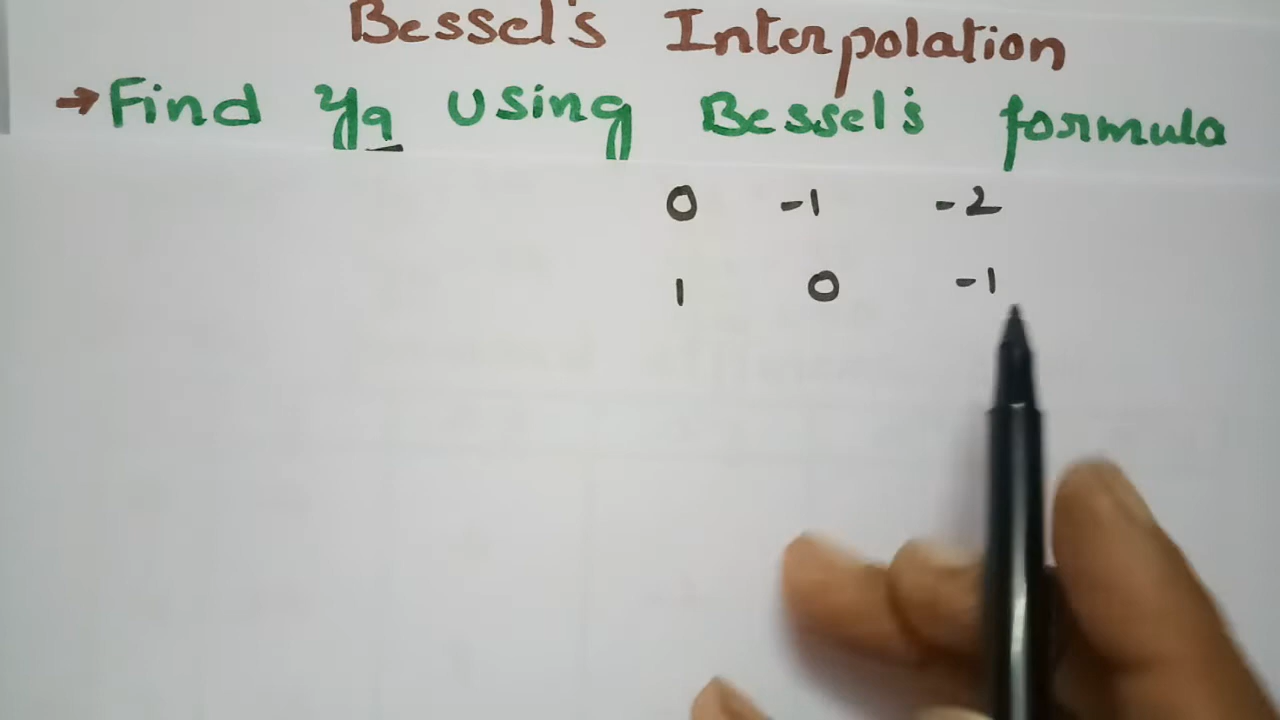 Bessel's Interpolation
→Find y9 using Bessel's formula
0 -1 -2
1 0 -1